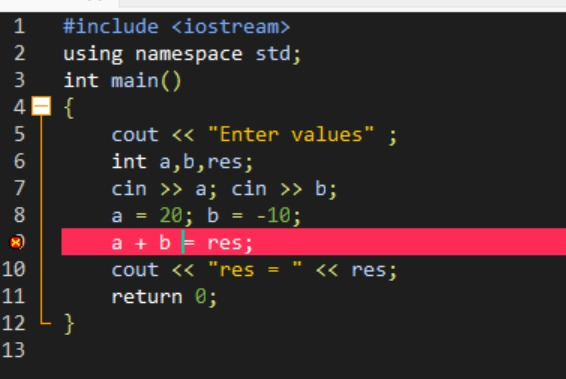 1 #include <iostream>
2 using namespace std;
3 int main()
4 {
5 cout << "Enter values" ;
6 int a,b,res;
7 cin >> a; cin >> b;
8 a = 20; b = -10;
a + b = res;
10 cout << "res = " << res;
11 return 0;
12 }
13